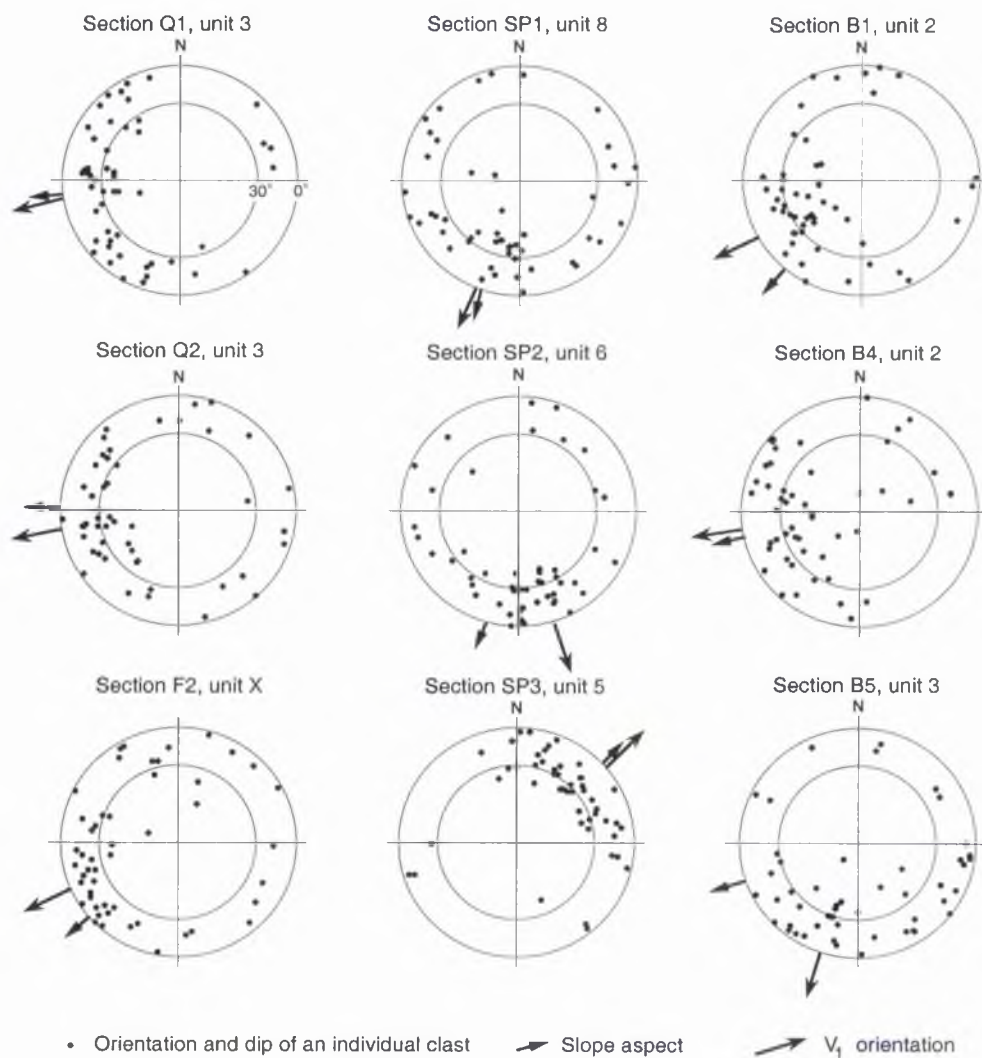 Section Q1, unit 3
Section SP1, unit 8
Section B1, unit 2
N
N
N
30° 0°
Section Q2, unit 3
Section SP2, unit 6
Section B4, unit 2
N
N
N
Section F2, unit X
Section SP3, unit 5
Section B5, unit 3
N
N
N
• Orientation and dip of an individual clast
Slope aspect
V₁ orientation